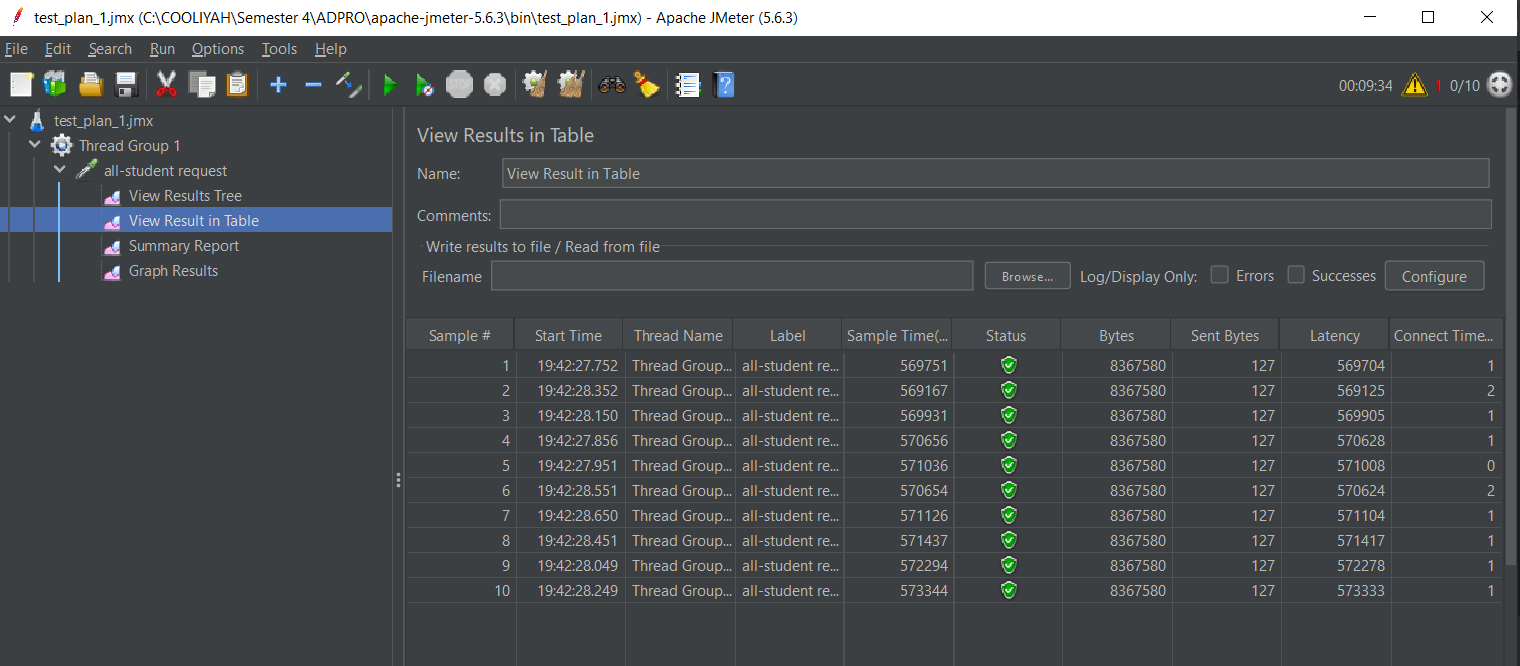 test_plan_1.jmx (C:\COOLIYAH\Semester 4\ADPRO\apache-jmeter-5.6.3\bin\test_plan_1.jmx) - Apache JMeter (5.6.3)
File Edit Search Run Options Tools Help
STOP 00:09:34 1 0/10
test_plan_1.jmx
Thread Group 1
all-student request
View Results Tree
View Result in Table
Summary Report
Graph Results
View Results in Table
Name: View Result in Table
Comments:
Write results to file / Read from file
Filename Browse... Log/Display Only: Errors Successes Configure
Sample # Start Time Thread Name Label Sample Time(... Status Bytes Sent Bytes Latency Connect Time...
1 19:42:27.752 Thread Group... all-student re... 569751 8367580 127 569704 1
2 19:42:28.352 Thread Group... all-student re... 569167 8367580 127 569125 2
3 19:42:28.150 Thread Group... all-student re... 569931 8367580 127 569905 1
4 19:42:27.856 Thread Group... all-student re... 570656 8367580 127 570628 1
5 19:42:27.951 Thread Group... all-student re... 571036 8367580 127 571008 0
6 19:42:28.551 Thread Group... all-student re... 570654 8367580 127 570624 2
7 19:42:28.650 Thread Group... all-student re... 571126 8367580 127 571104 1
8 19:42:28.451 Thread Group... all-student re... 571437 8367580 127 571417 1
9 19:42:28.049 Thread Group... all-student re... 572294 8367580 127 572278 1
10 19:42:28.249 Thread Group... all-student re... 573344 8367580 127 573333 1